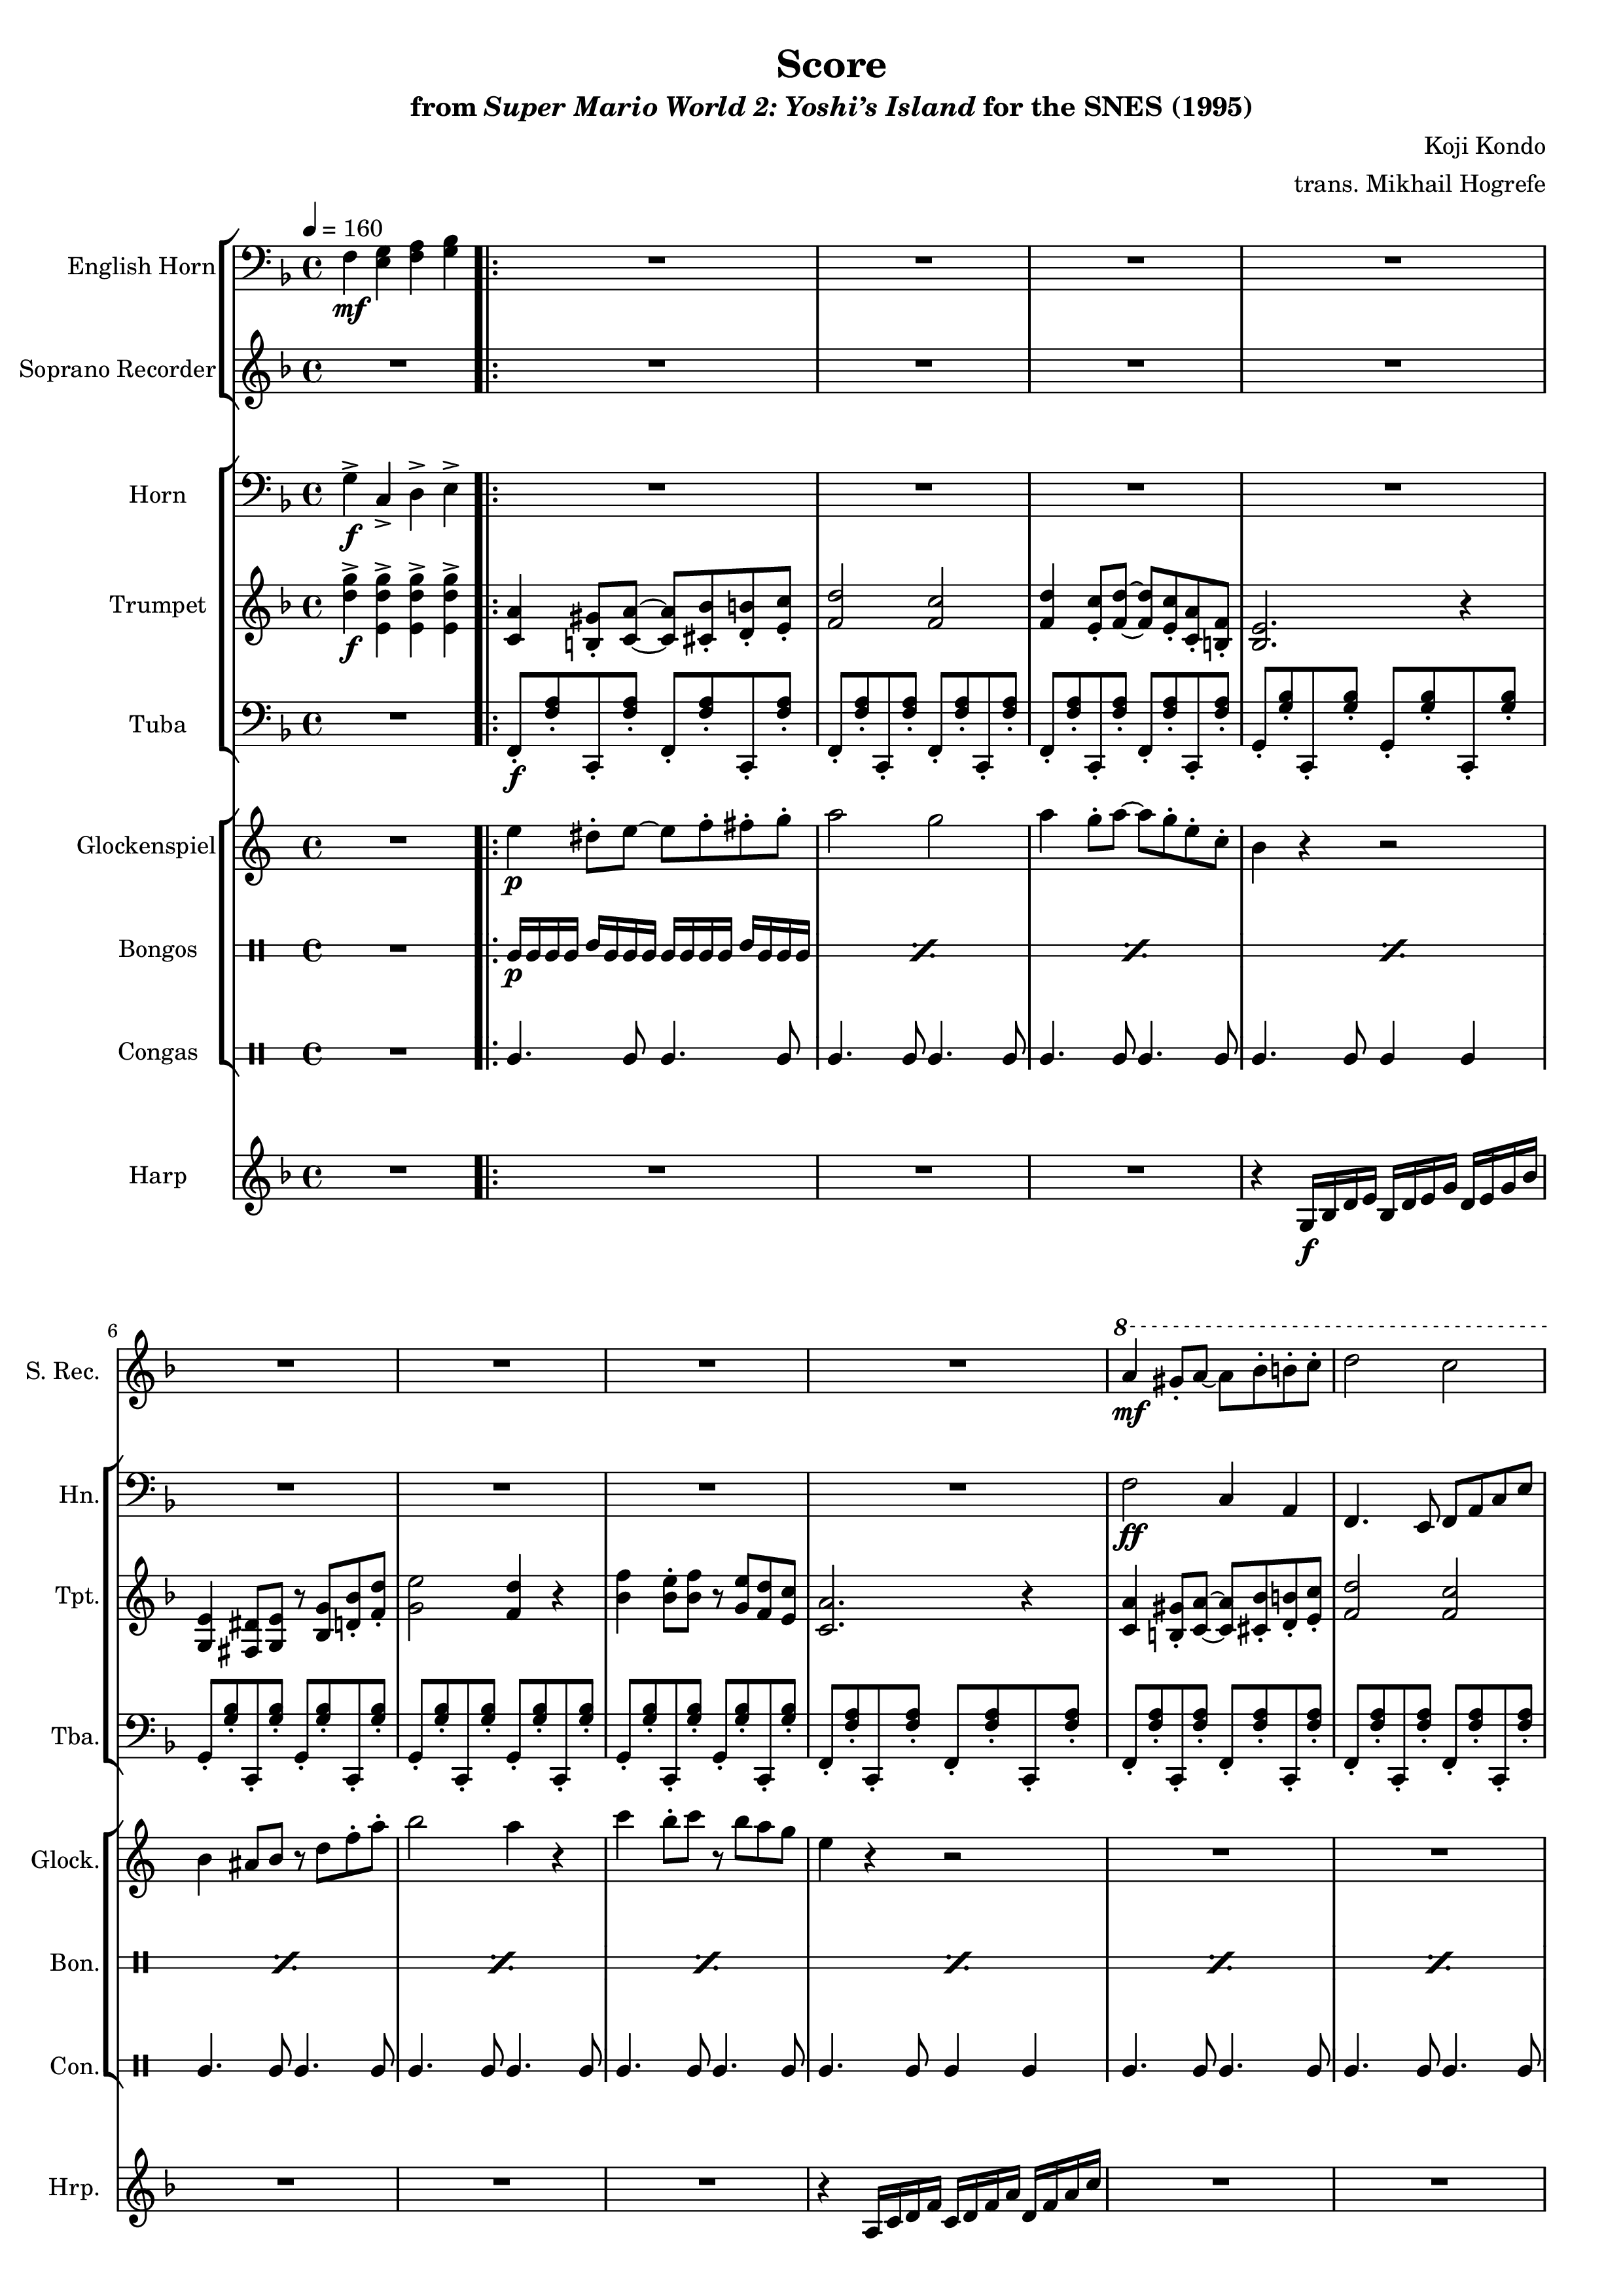 Score
from Super Mario World 2: Yoshi’s Island for the SNES (1995)
Koji Kondo
trans. Mikhail Hogrefe
= 160
English Horn
mf
Soprano Recorder
Horn
f
Trumpet
f
Tuba
f
Glockenspiel
p
Bongos
p
Congas
Harp
f
6
8
S. Rec.
mf
Hn.
ff
Tpt.
Tba.
Glock.
Bon.
Con.
Hrp.